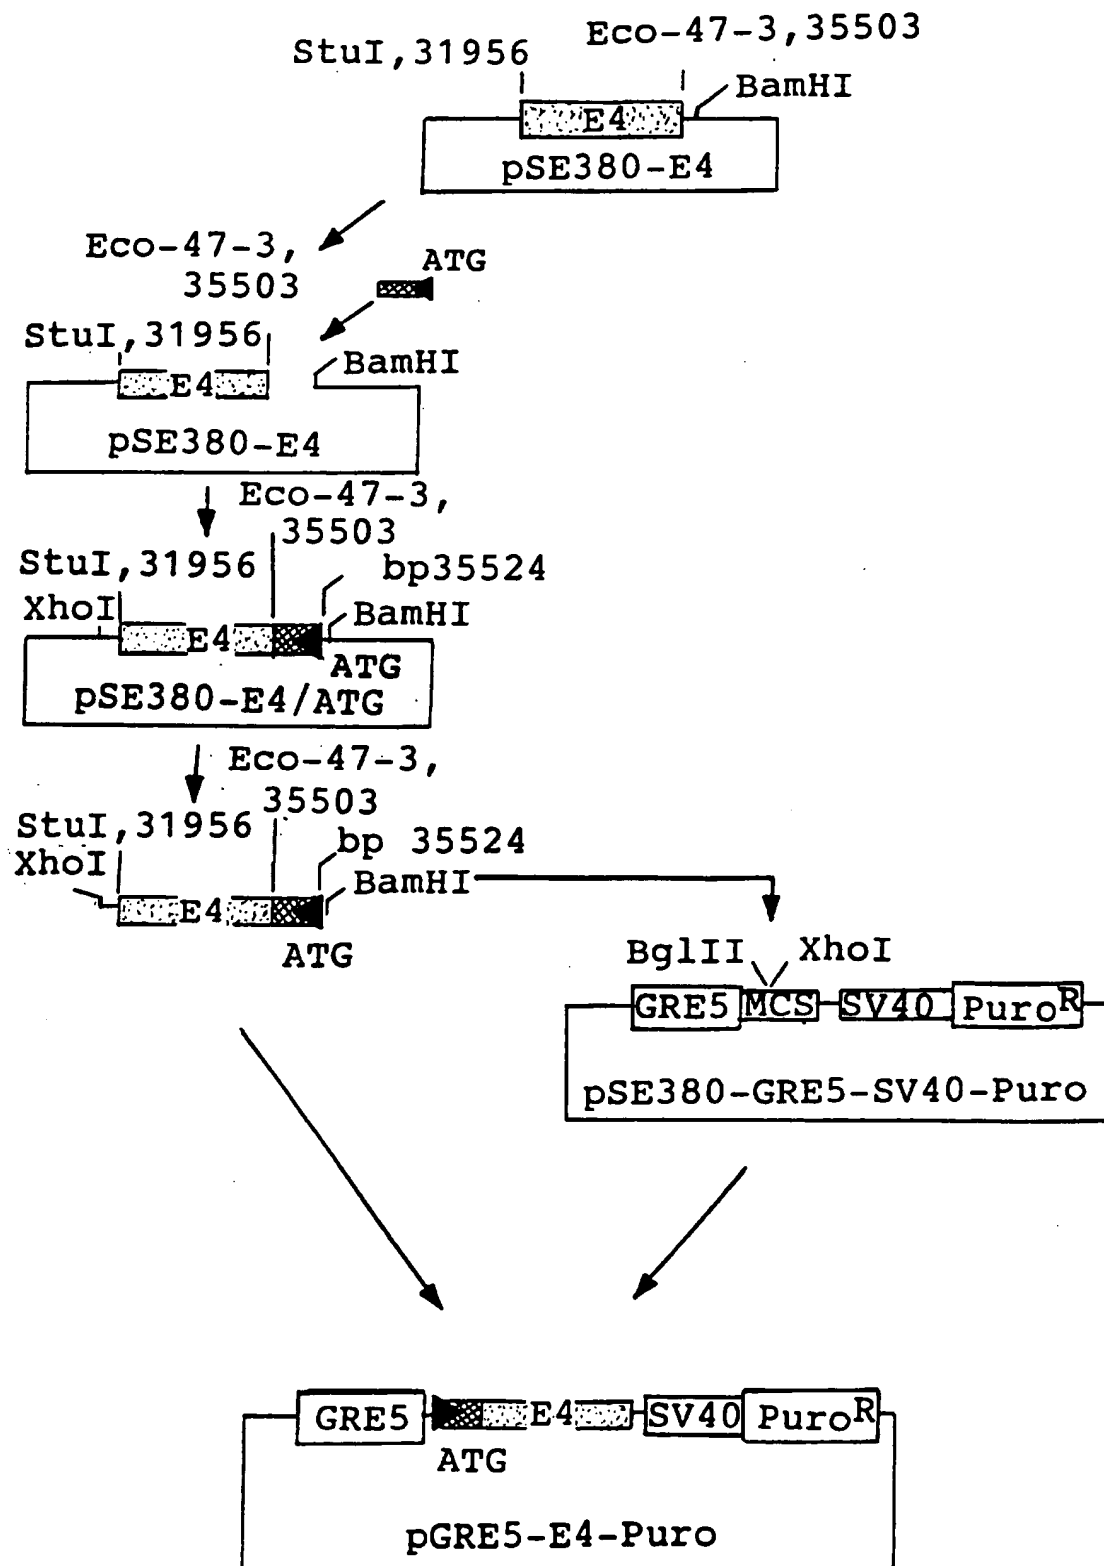 StuI,31956
Eco-47-3,35503
BamHI
E4
pSE380-E4
Eco-47-3,
35503
ATG
StuI,31956
BamHI
E4
pSE380-E4
Eco-47-3,
35503
StuI,31956
bp35524
XhoI
BamHI
E4
ATG
pSE380-E4/ATG
Eco-47-3,
35503
StuI,31956
bp 35524
XhoI
BamHI
E4
ATG
BglII
XhoI
GRE5
MCS
SV40
PuroR
pSE380-GRE5-SV40-Puro
GRE5
E4
SV40
PuroR
ATG
pGRE5-E4-Puro